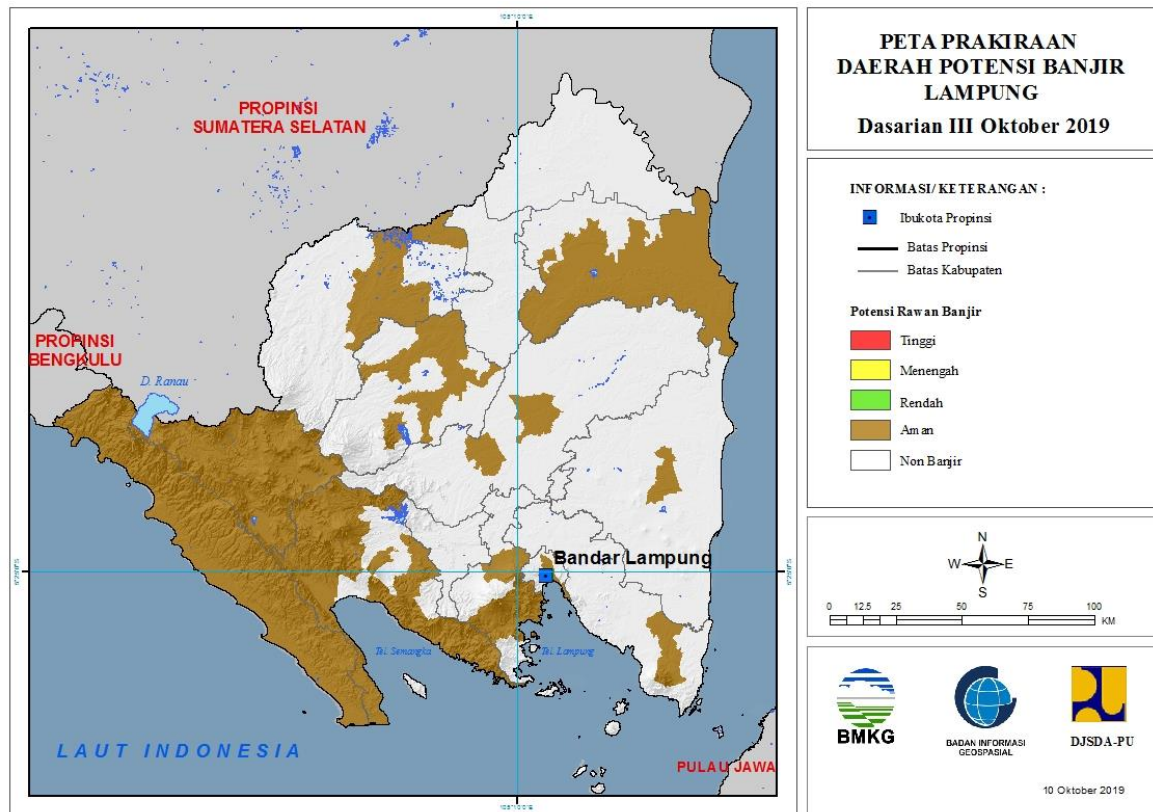 PETA PRAKIRAAN
DAERAH POTENSI BANJIR
LAMPUNG
Dasarian III Oktober 2019
INFORMASI/ KETERANGAN :
Ibukota Propinsi
Batas Propinsi
Batas Kabupaten
Potensi Rawan Banjir
Tinggi
Menengah
Rendah
Aman
Non Banjir
N
W
E
S
0 12.5 25 50 75 100
KM
BMKG
BADAN INFORMASI
GEOSPASIAL
DJSDA-PU
10 Oktober 2019
PROPINSI
SUMATERA SELATAN
PROPINSI
BENGKULU
D. Ranau
Bandar Lampung
Tel. Semangka
Tel. Lampung
LAUT INDONESIA
PULAU JAWA